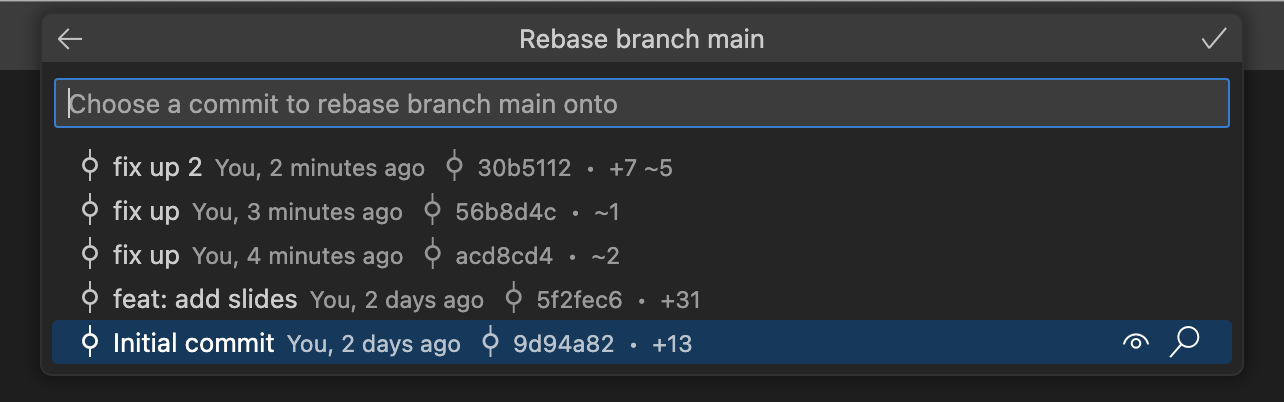 Rebase branch main
Choose a commit to rebase branch main onto
fix up 2 You, 2 minutes ago 30b5112 • +7 ~5
fix up You, 3 minutes ago 56b8d4c • ~1
fix up You, 4 minutes ago acd8cd4 • ~2
feat: add slides You, 2 days ago 5f2fec6 • +31
Initial commit You, 2 days ago 9d94a82 • +13